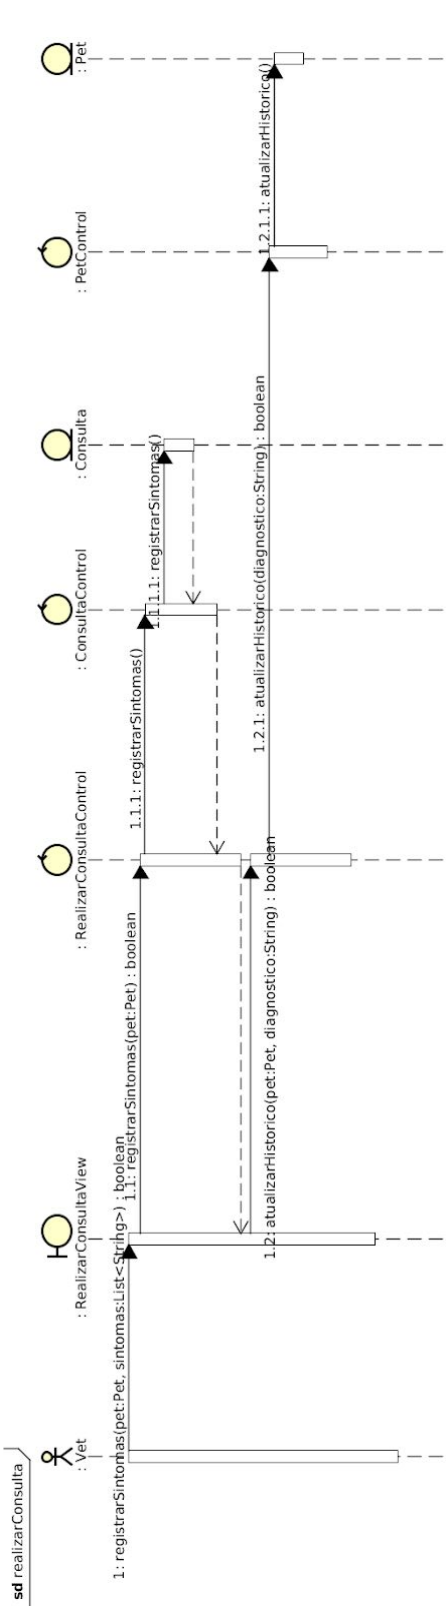 sd realizarConsulta
: Vet
: RealizarConsultaView
: RealizarConsultaControl
: ConsultaControl
: Consulta
: PetControl
: Pet
1: registrarSintomas(pet:Pet, sintomas:List<String>) : boolean
1.1: registrarSintomas(pet:Pet) : boolean
1.1.1: registrarSintomas()
1.1.1.1: registrarSintomas()
1.2: atualizarHistorico(pet:Pet, diagnostico:String) : boolean
1.2.1: atualizarHistorico(diagnostico:String) : boolean
1.2.1.1: atualizarHistorico()